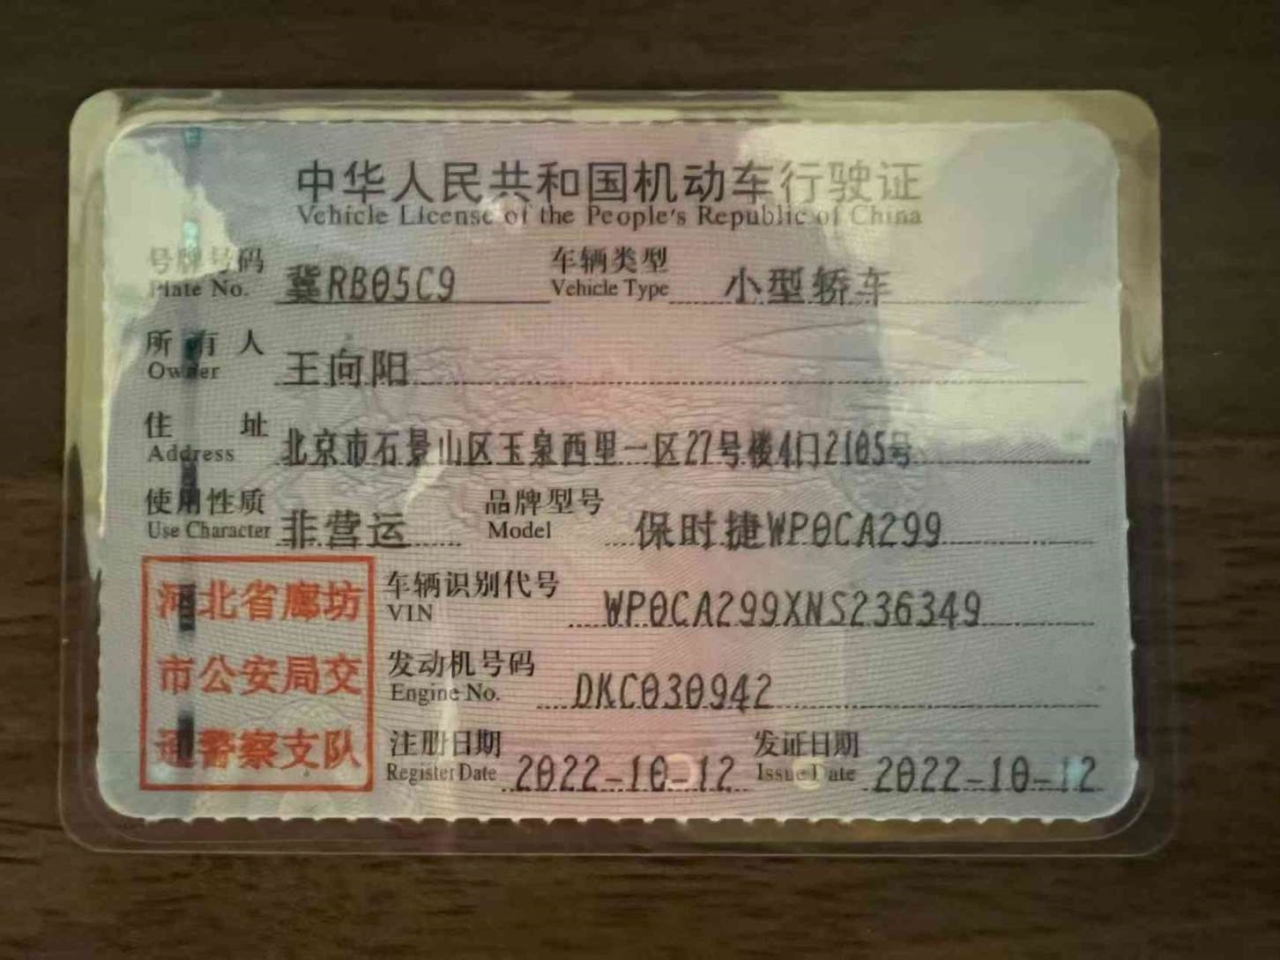 中华人民共和国机动车行驶证
Vehicle License of the People's Republic of China
号牌号码 冀RB05C9 车辆类型 小型轿车
Plate No. Vehicle Type
所有人 王向阳
Owner
住址 北京市石景山区玉泉西里一区27号楼4门2105号
Address
使用性质 非营运 品牌型号 保时捷WP0CA299
Use Character Model
河北省廊坊
市公安局交
通警察支队
车辆识别代号 WP0CA299XNS236349
VIN
发动机号码 DKC030942
Engine No.
注册日期 2022-10-12 发证日期 2022-10-12
Register Date Issue Date